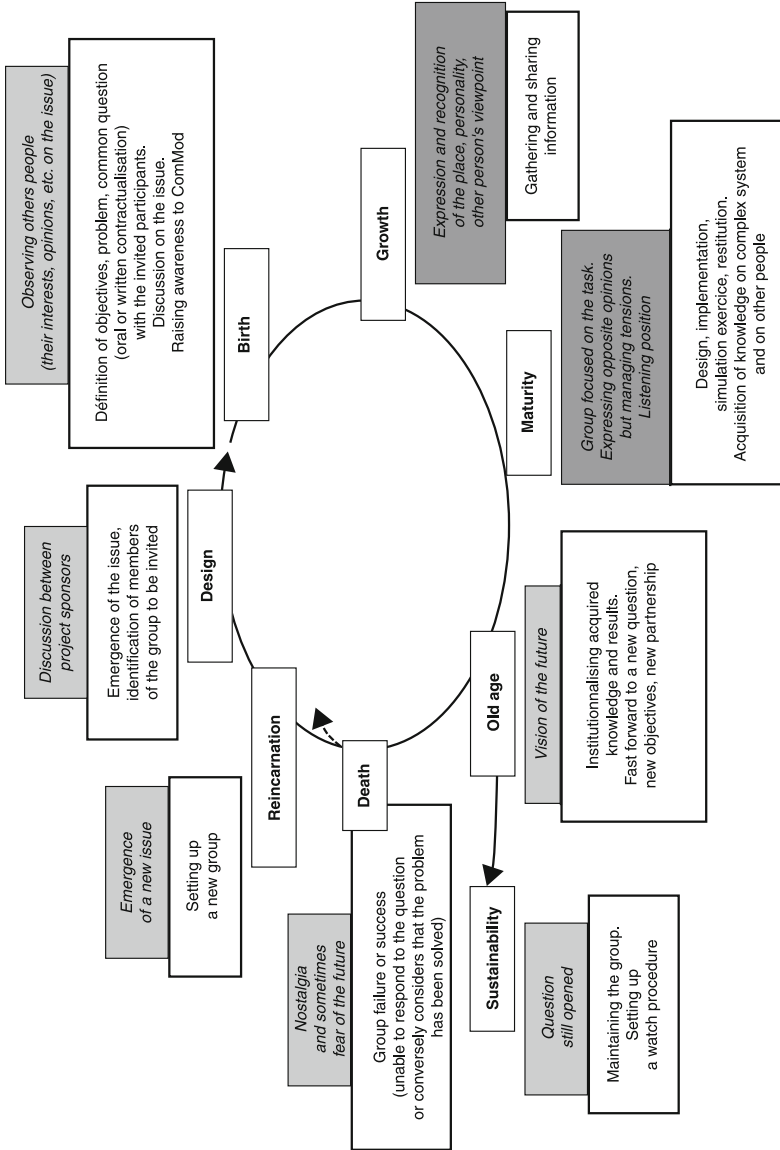 Observing others people
(their interests, opinions, etc. on the issue)
Définition of objectives, problem, common question
(oral or written contractualisation)
with the invited participants.
Discussion on the issue.
Raising awareness to ComMod
Birth
Expression and recognition
of the place, personality,
other person's viewpoint
Gathering and sharing
information
Growth
Group focused on the task.
Expressing opposite opinions
but managing tensions.
Listening position
Design, implementation,
simulation exercice, restitution.
Acquisition of knowledge on complex system
and on other people
Maturity
Vision of the future
Institutionnalising acquired
knowledge and results.
Fast forward to a new question,
new objectives, new partnership
Old age
Question
still opened
Maintaining the group.
Setting up
a watch procedure
Sustainability
Nostalgia
and sometimes
fear of the future
Group failure or success
(unable to respond to the question
or conversely considers that the problem
has been solved)
Death
Emergence
of a new issue
Setting up
a new group
Reincarnation
Discussion between
project sponsors
Emergence of the issue,
identification of members
of the group to be invited
Design